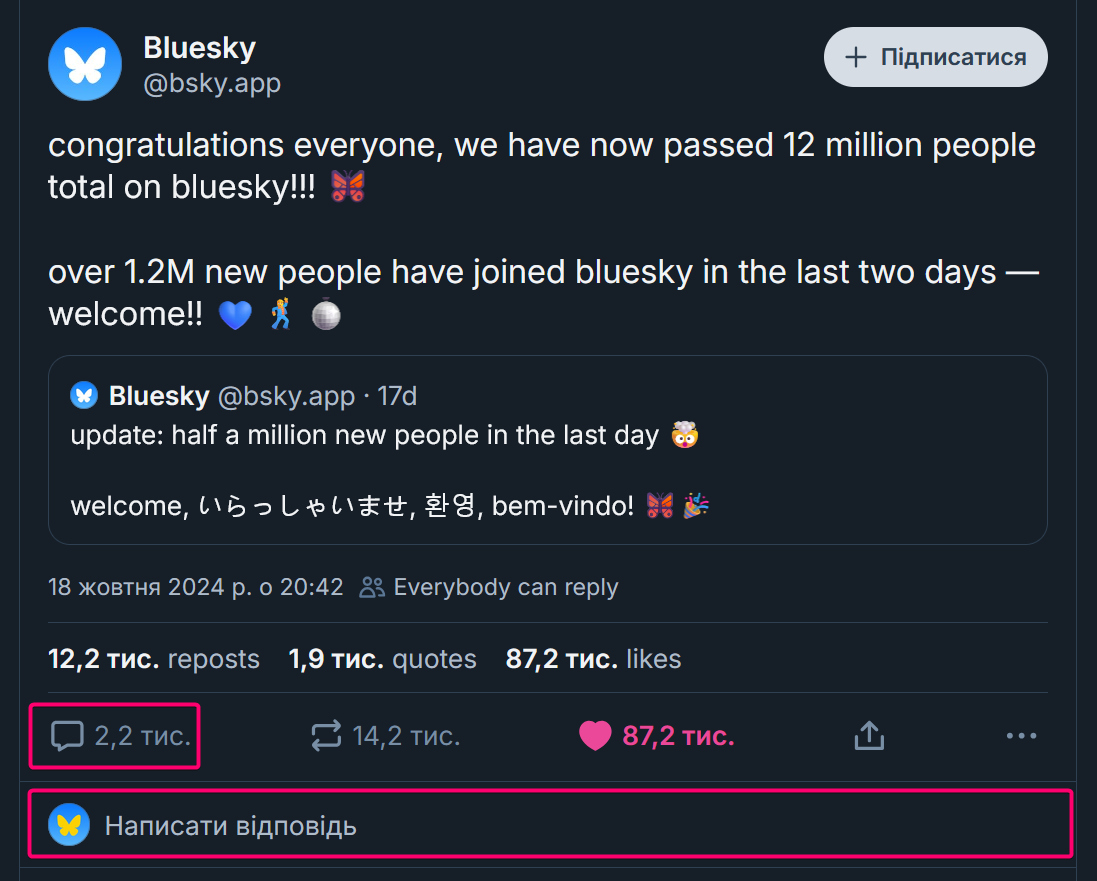 Bluesky
@bsky.app
+ Підписатися
congratulations everyone, we have now passed 12 million people
total on bluesky!!! 🦋
over 1.2M new people have joined bluesky in the last two days —
welcome!! 💙 🕺 🪩
Bluesky @bsky.app · 17d
update: half a million new people in the last day 🤯
welcome, いらっしゃいませ, 환영, bem-vindo! 🦋 🎉
18 жовтня 2024 р. о 20:42 Everybody can reply
12,2 тис. reposts 1,9 тис. quotes 87,2 тис. likes
2,2 тис. 14,2 тис. 87,2 тис.
Написати відповідь